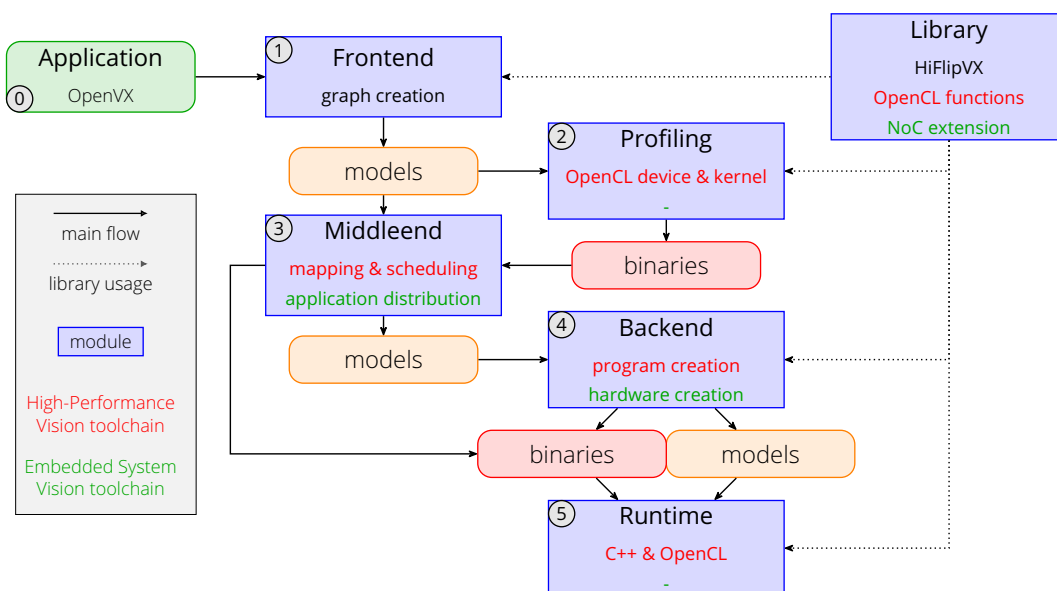 0
Application
OpenVX
1
Frontend
graph creation
Library
HiFlipVX
OpenCL functions
NoC extension
models
2
Profiling
OpenCL device & kernel
-
main flow
library usage
module
High-Performance
Vision toolchain
Embedded System
Vision toolchain
3
Middleend
mapping & scheduling
application distribution
binaries
models
4
Backend
program creation
hardware creation
binaries
models
5
Runtime
C++ & OpenCL
-